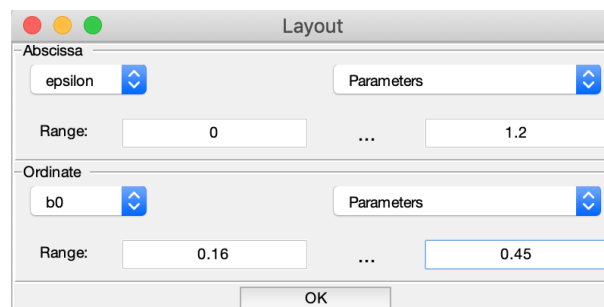 Layout
Abscissa
epsilon Parameters
Range: 0 ... 1.2
Ordinate
b0 Parameters
Range: 0.16 ... 0.45
OK